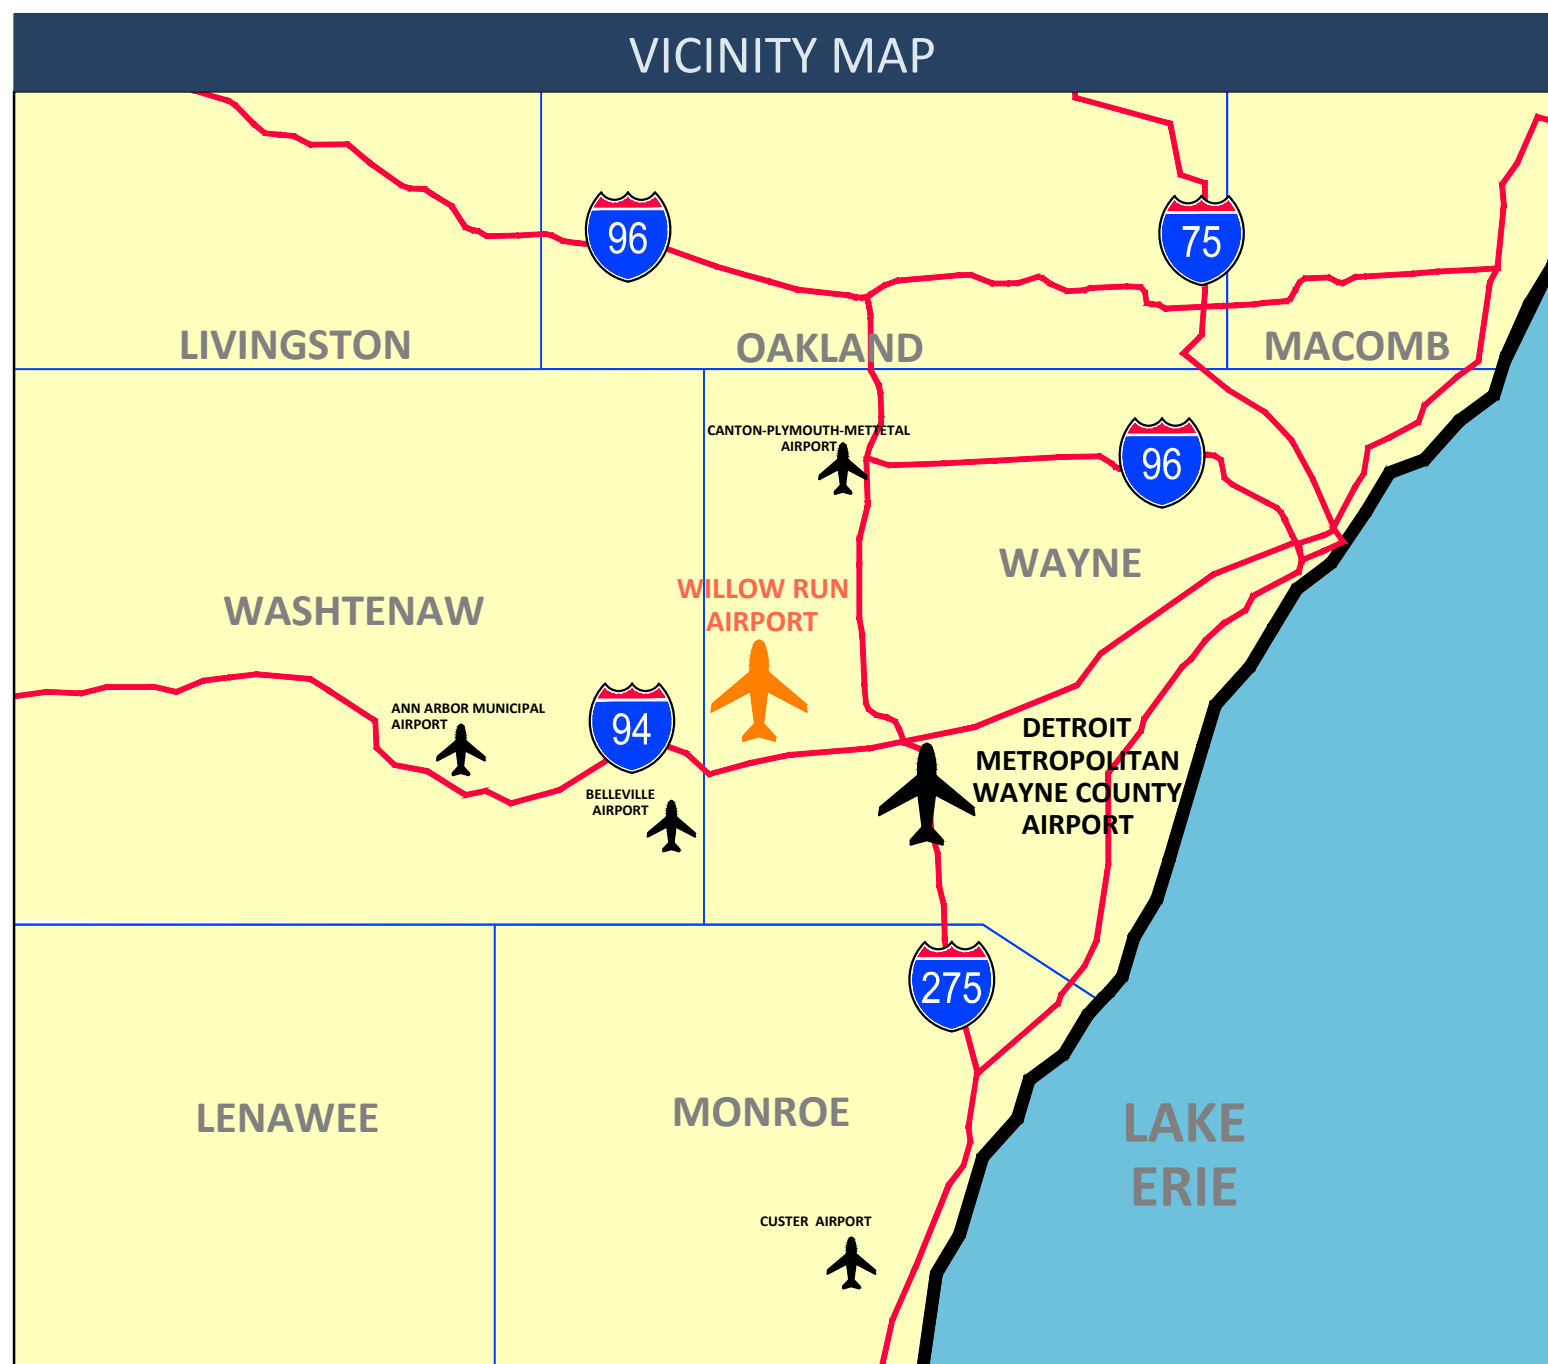 VICINITY MAP
96
75
LIVINGSTON
OAKLAND
MACOMB
CANTON-PLYMOUTH-METTETAL
AIRPORT
96
WAYNE
WILLOW RUN
AIRPORT
WASHTENAW
ANN ARBOR MUNICIPAL
AIRPORT
94
DETROIT
METROPOLITAN
WAYNE COUNTY
AIRPORT
BELLEVILLE
AIRPORT
275
LENAWEE
MONROE
LAKE
ERIE
CUSTER AIRPORT